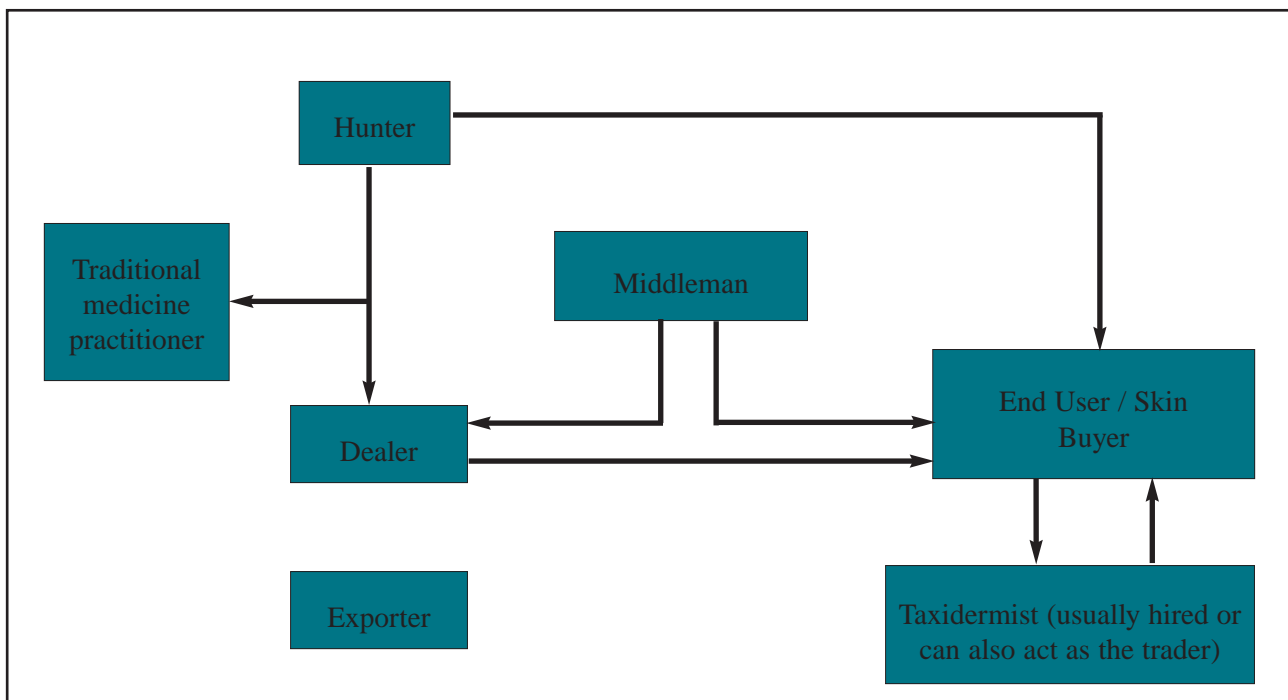 Hunter
Traditional
medicine
practitioner
Middleman
End User / Skin
Buyer
Dealer
Exporter
Taxidermist (usually hired or
can also act as the trader)